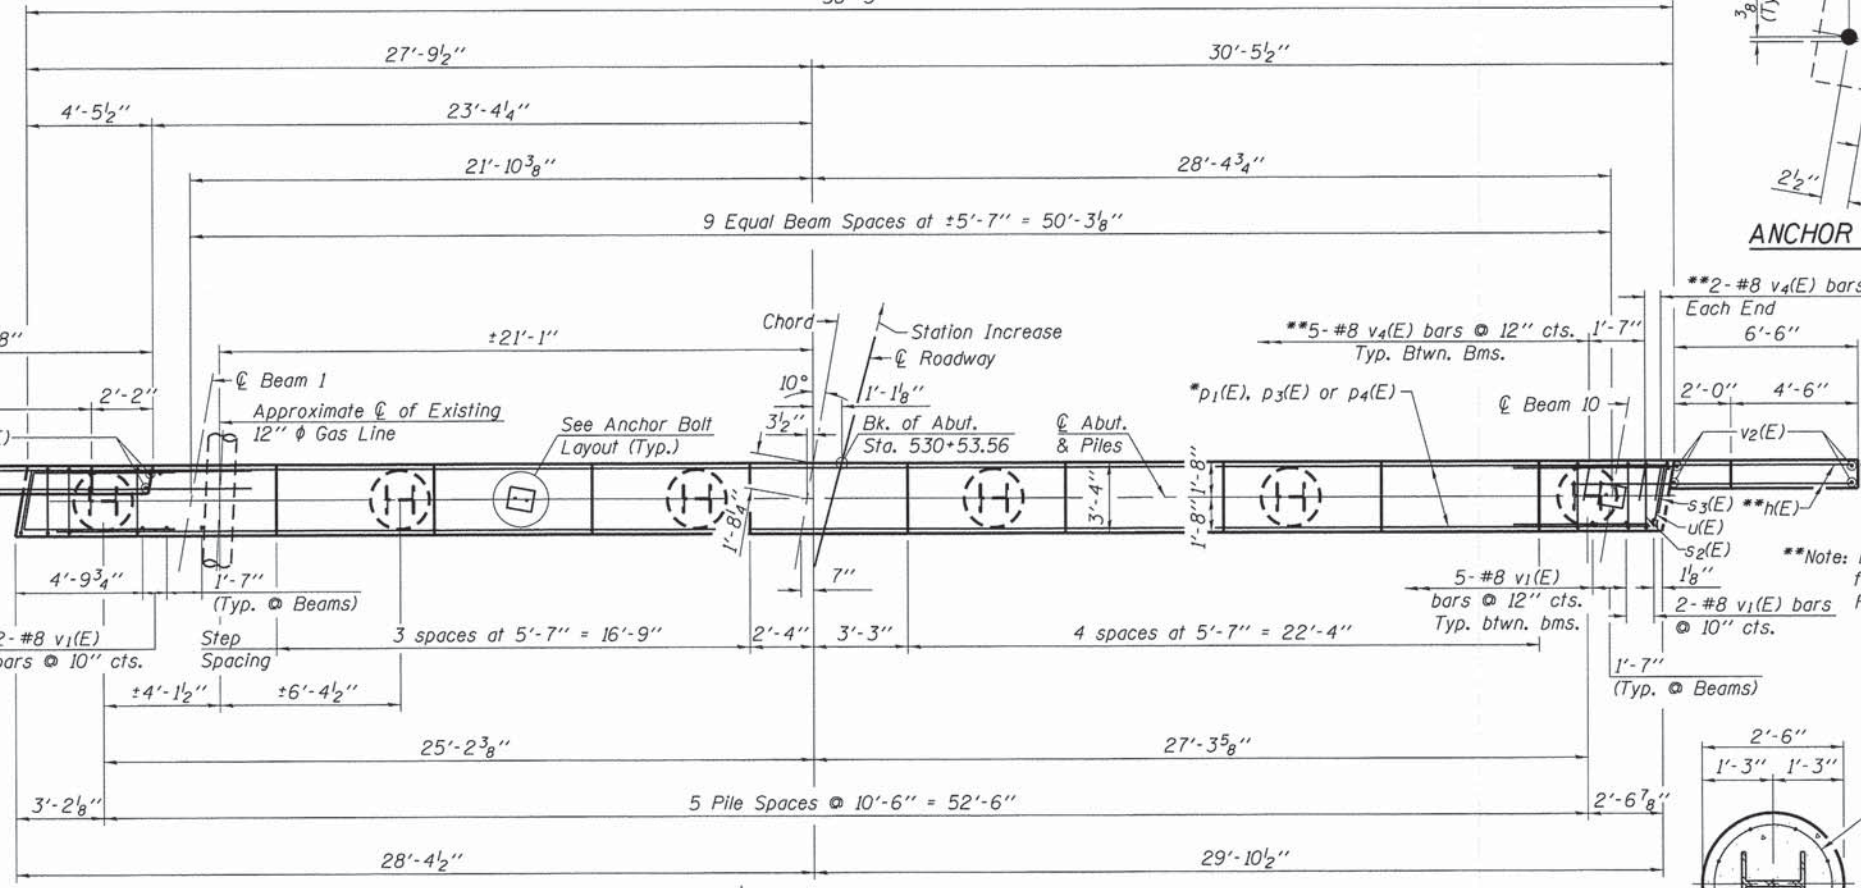 27'-9½"
30'-5½"
4'-5½"
23'-4¼"
21'-10⅜"
28'-4¾"
9 Equal Beam Spaces at ±5'-7" = 50'-3⅛"
⅜
2½"
ANCHOR
**2-#8 v4(E) bars
Each End
6'-6"
2'-0"
4'-6"
8"
±21'-1"
Chord
Station Increase
℄ Roadway
**5-#8 v4(E) bars @ 12" cts.
Typ. Btwn. Bms.
1'-7"
2'-2"
℄ Beam 1
10°
1'-1⅛"
*p1(E), p3(E) or p4(E)
℄ Beam 10
Approximate ℄ of Existing
12" φ Gas Line
See Anchor Bolt
Layout (Typ.)
3½"
Bk. of Abut.
Sta. 530+53.56
℄ Abut.
& Piles
v2(E)
1'-8¼"
3'-4"
1'-8"
1'-8"
s3(E)
**h(E)
u(E)
s2(E)
**Note:
4'-9¾"
1'-7"
(Typ. @ Beams)
7"
5-#8 v1(E)
bars @ 12" cts.
Typ. btwn. bms.
1⅛"
2-#8 v1(E) bars
@ 10" cts.
2-#8 v1(E)
bars @ 10" cts.
Step
Spacing
3 spaces at 5'-7" = 16'-9"
2'-4"
3'-3"
4 spaces at 5'-7" = 22'-4"
1'-7"
(Typ. @ Beams)
±4'-1½"
±6'-4½"
25'-2⅜"
27'-3⅝"
2'-6"
1'-3"
1'-3"
3'-2⅛"
5 Pile Spaces @ 10'-6" = 52'-6"
2'-6⅞"
28'-4½"
29'-10½"